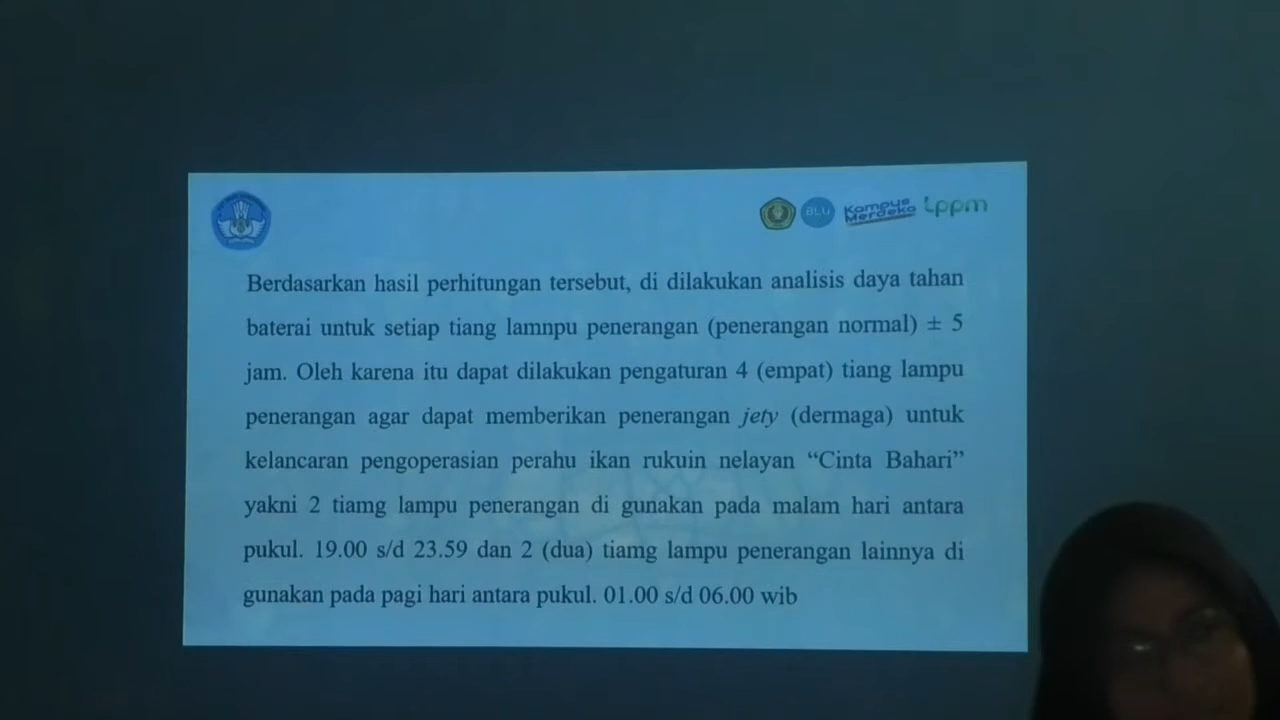 BLU Kampus Merdeka lppm
Berdasarkan hasil perhitungan tersebut, di dilakukan analisis daya tahan
baterai untuk setiap tiang lamnpu penerangan (penerangan normal) ± 5
jam. Oleh karena itu dapat dilakukan pengaturan 4 (empat) tiang lampu
penerangan agar dapat memberikan penerangan jety (dermaga) untuk
kelancaran pengoperasian perahu ikan rukuin nelayan “Cinta Bahari”
yakni 2 tiamg lampu penerangan di gunakan pada malam hari antara
pukul. 19.00 s/d 23.59 dan 2 (dua) tiamg lampu penerangan lainnya di
gunakan pada pagi hari antara pukul. 01.00 s/d 06.00 wib